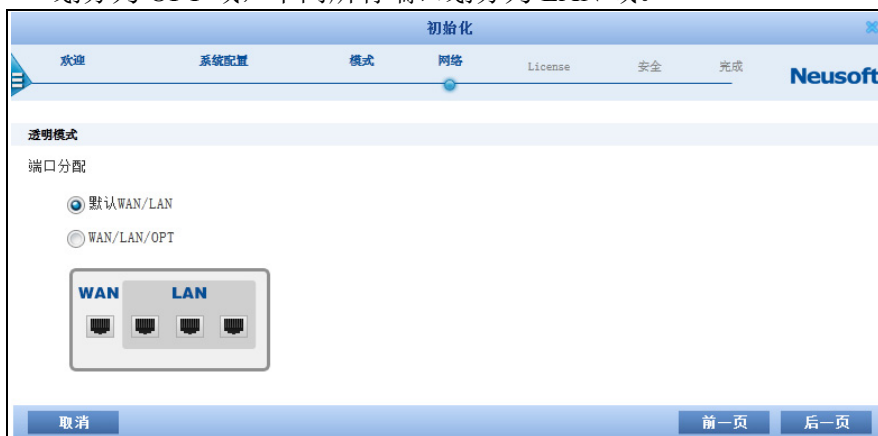 初始化
欢迎 系统配置 模式 网络 License 安全 完成
Neusoft
透明模式
端口分配
默认WAN/LAN
WAN/LAN/OPT
WAN LAN
取消 前一页 后一页